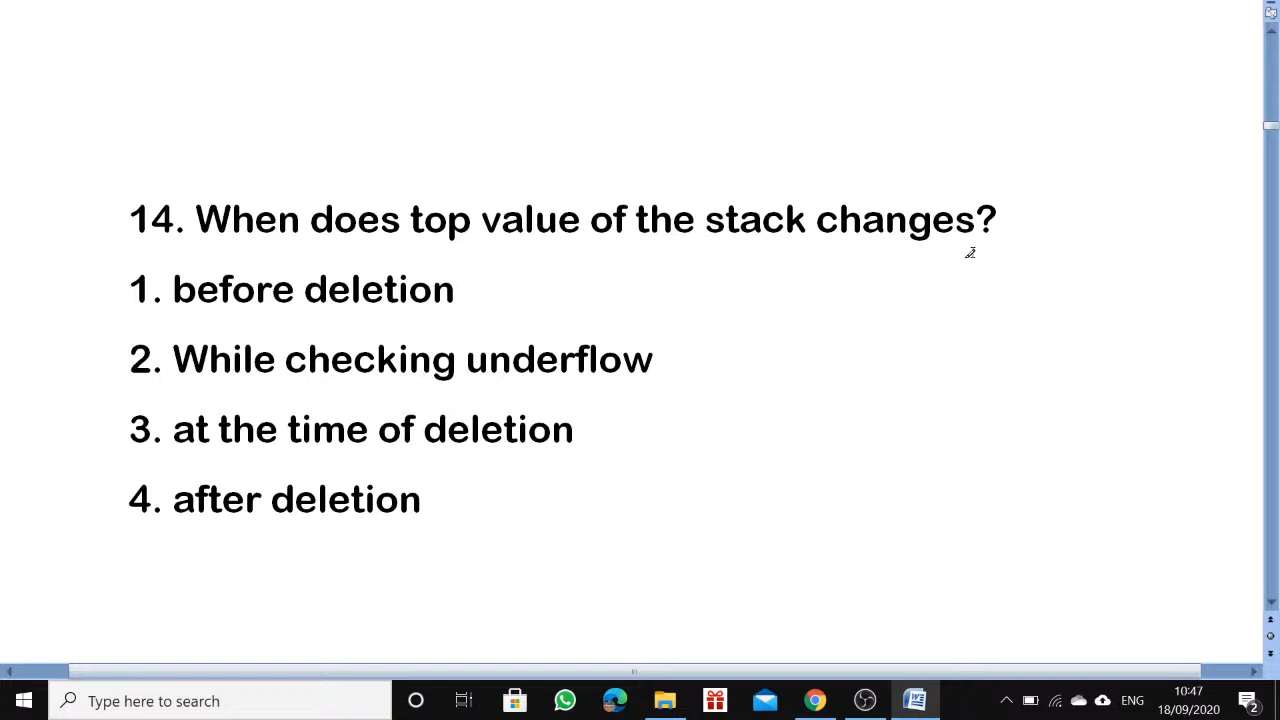 14. When does top value of the stack changes?
1. before deletion
2. While checking underflow
3. at the time of deletion
4. after deletion
Type here to search
ENG
10:47
18/09/2020
2